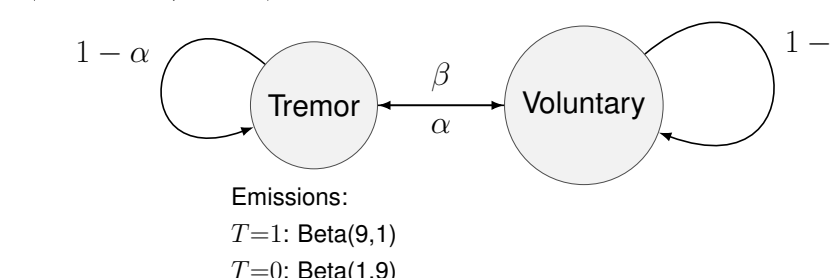 β
1 − α
1 −
Tremor
Voluntary
α
Emissions:
T=1: Beta(9,1)
T=0: Beta(1,9)